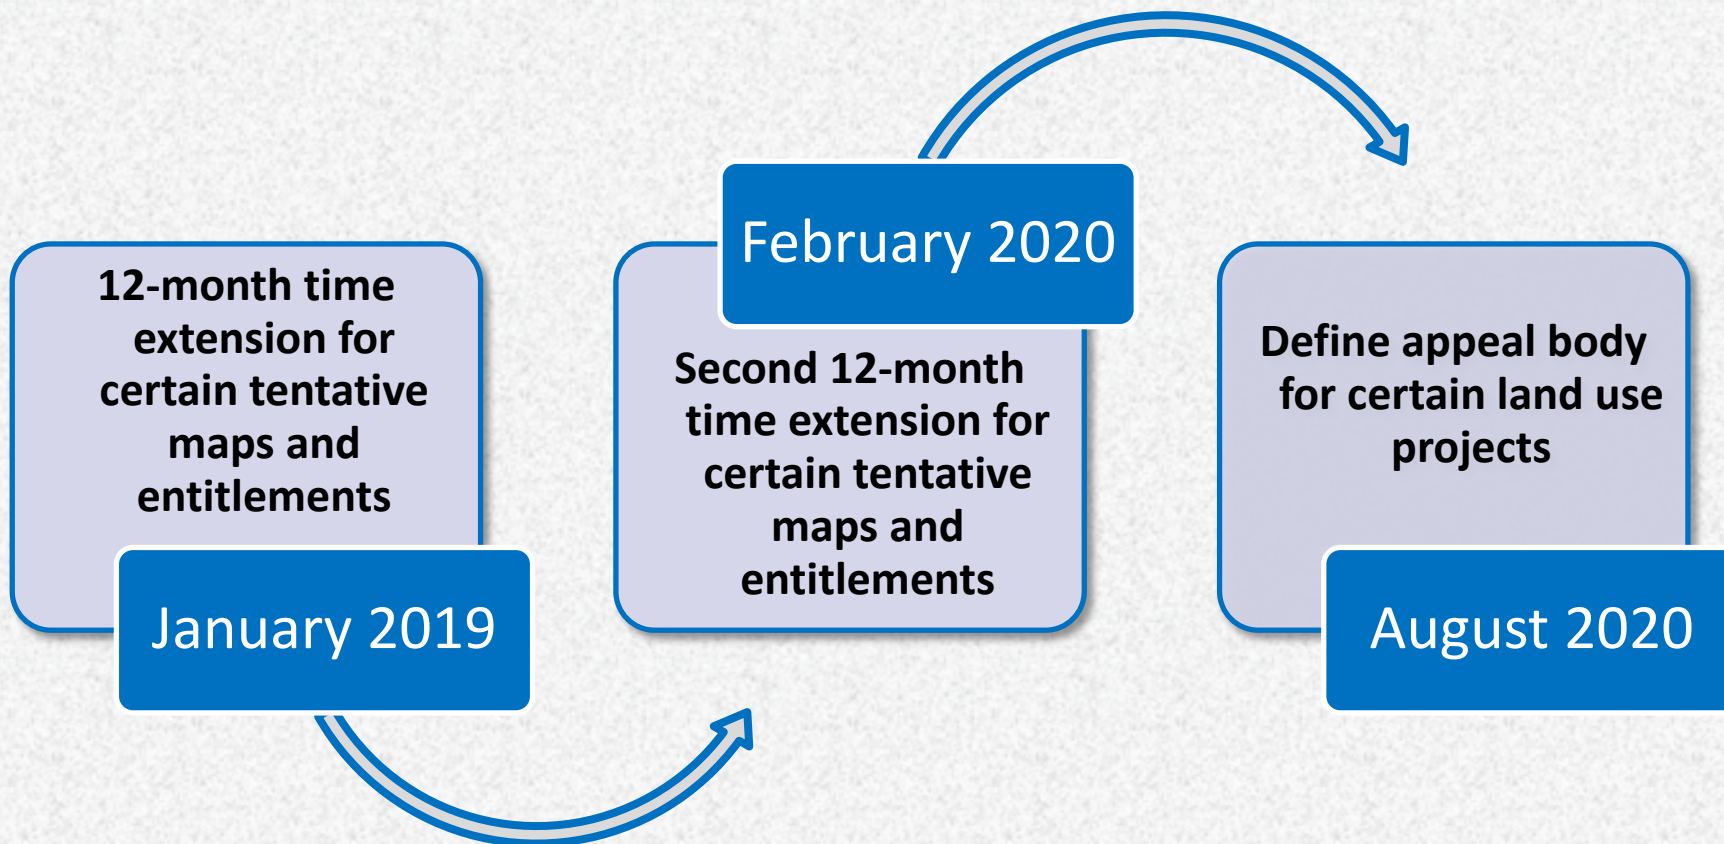 12-month time
extension for
certain tentative
maps and
entitlements
January 2019
February 2020
Second 12-month
time extension for
certain tentative
maps and
entitlements
Define appeal body
for certain land use
projects
August 2020